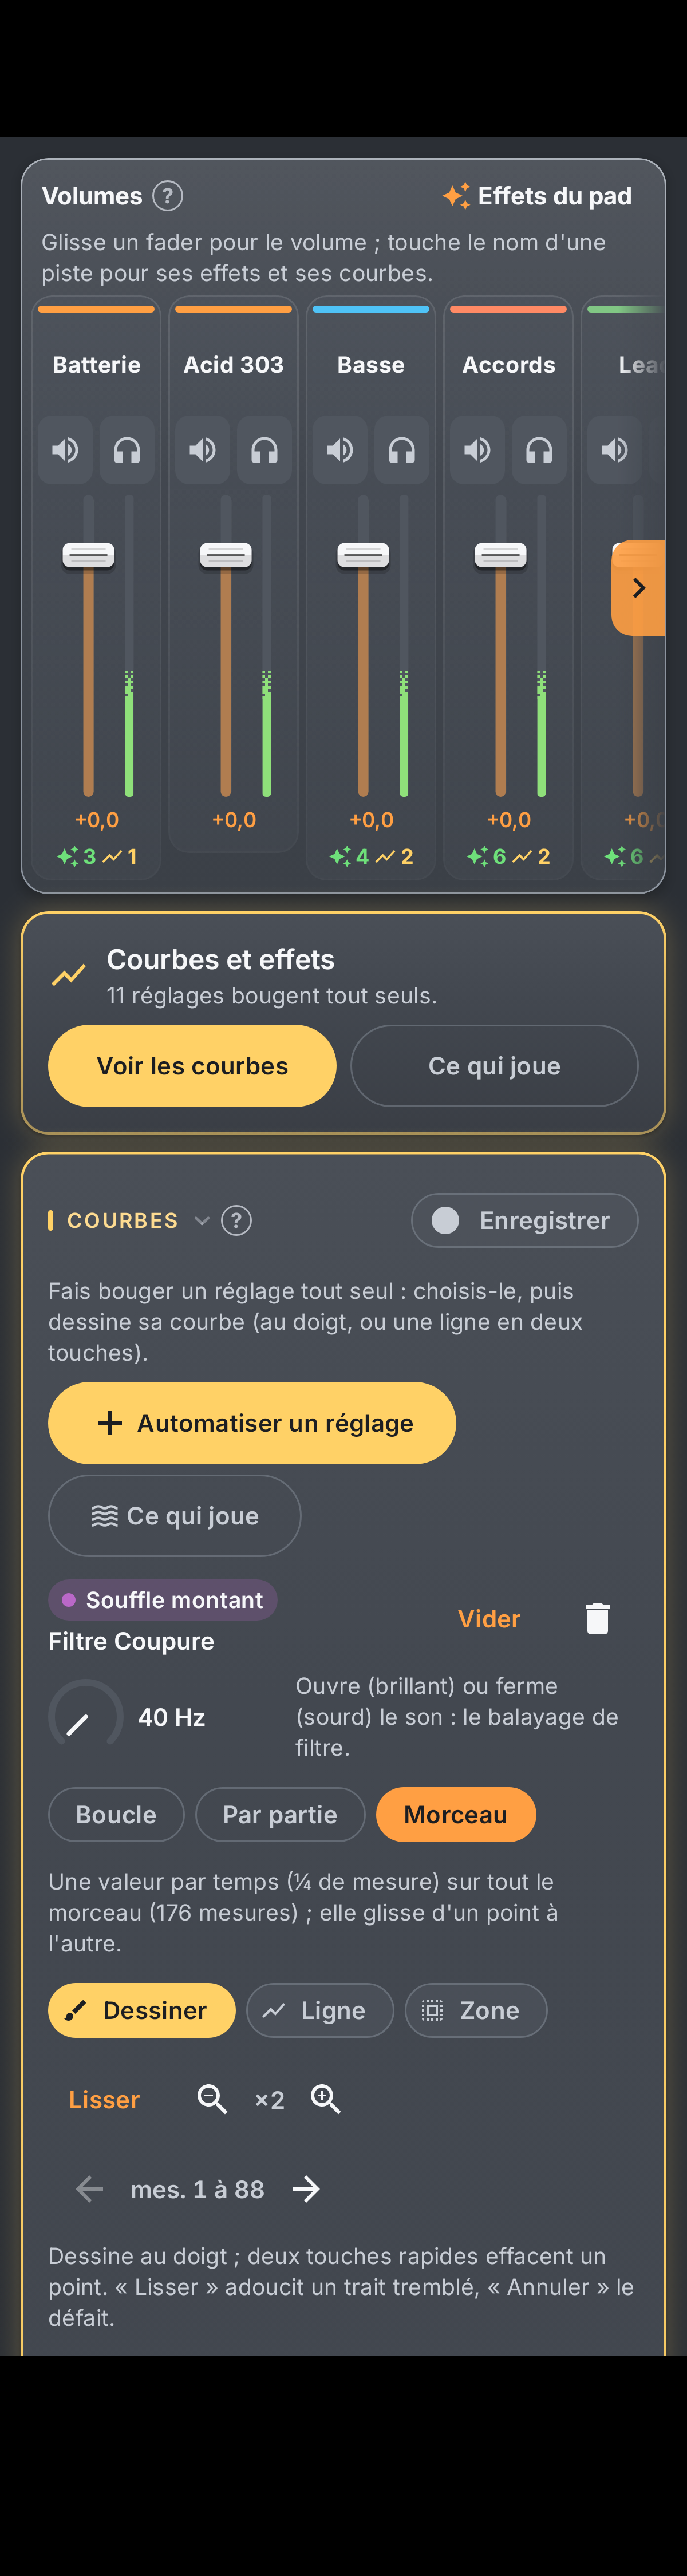 Volumes ?
Effets du pad
Glisse un fader pour le volume ; touche le nom d'une
piste pour ses effets et ses courbes.
Batterie
Acid 303
Basse
Accords
+0,0
+0,0
+0,0
+0,0
+0,0
3 1
4 2
6 2
6
Courbes et effets
11 réglages bougent tout seuls.
Voir les courbes
Ce qui joue
COURBES ?
Enregistrer
Fais bouger un réglage tout seul : choisis-le, puis
dessine sa courbe (au doigt, ou une ligne en deux
touches).
+ Automatiser un réglage
Ce qui joue
Souffle montant
Filtre Coupure
Vider
40 Hz
Ouvre (brillant) ou ferme
(sourd) le son : le balayage de
filtre.
Boucle
Par partie
Morceau
Une valeur par temps (¼ de mesure) sur tout le
morceau (176 mesures) ; elle glisse d'un point à
l'autre.
Dessiner
Ligne
Zone
Lisser
×2
mes. 1 à 88
Dessine au doigt ; deux touches rapides effacent un
point. « Lisser » adoucit un trait tremblé, « Annuler » le
défait.